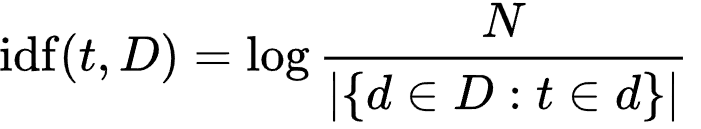 idf(t, D) = log N / |{d ∈ D : t ∈ d}|